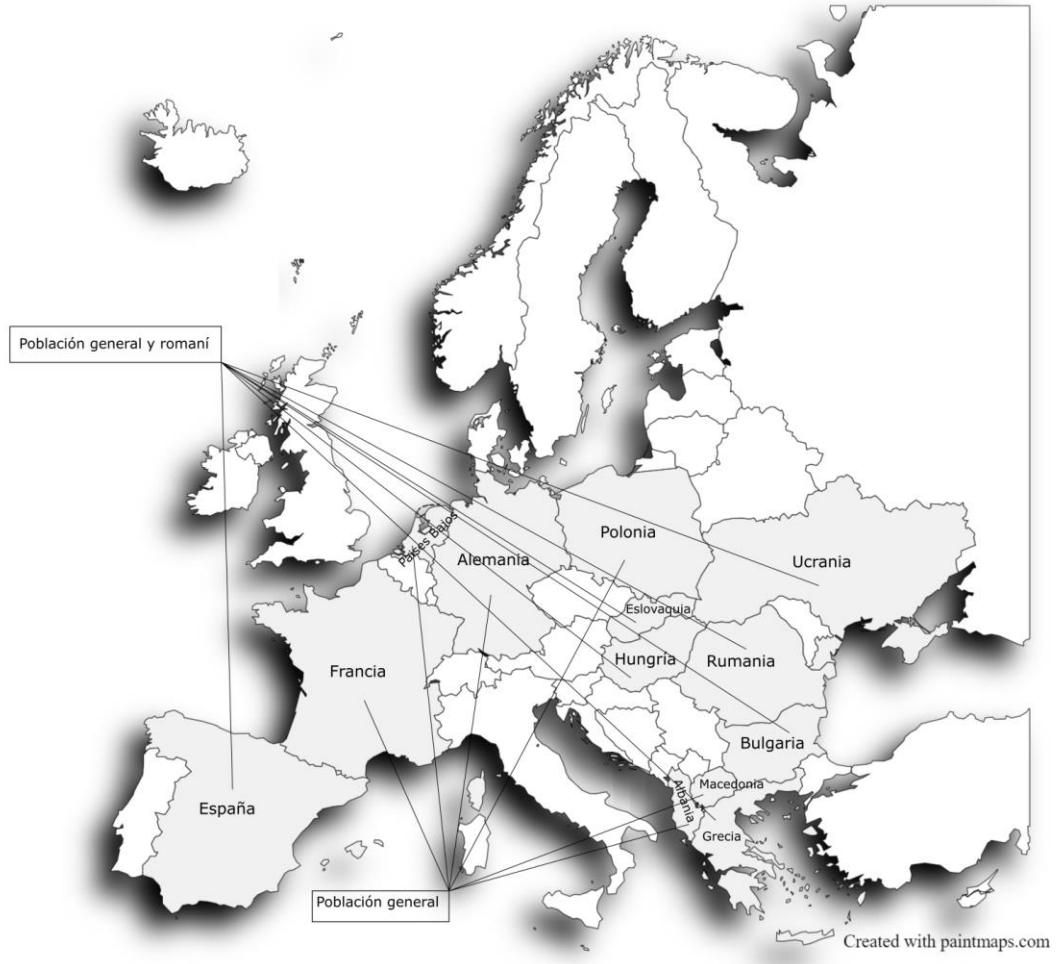 Población general y romaní
Países Bajos
Polonia
Alemania
Ucrania
Eslovaquia
Francia
Hungria
Rumania
Bulgaria
Macedonia
Albania
España
Grecia
Población general
Created with paintmaps.com